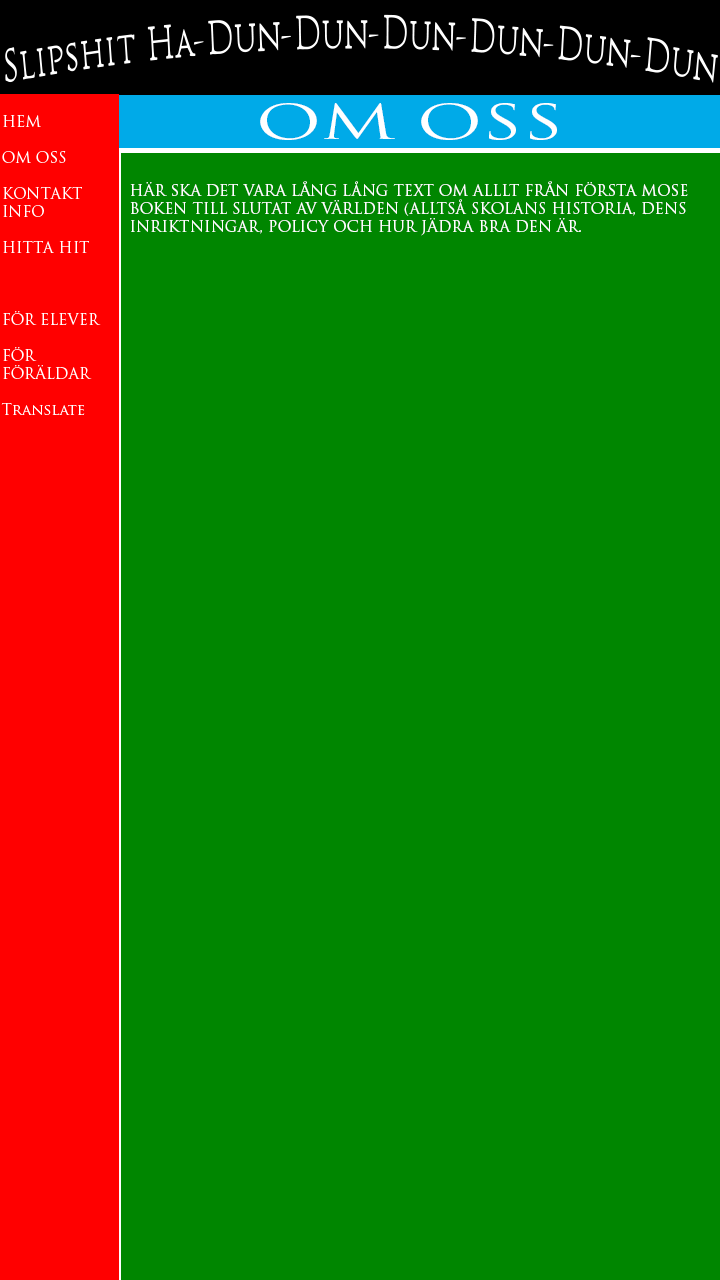 Slipshit Ha-Dun-Dun-Dun-Dun-Dun-Dun
OM OSS
HEM
OM OSS
KONTAKT
INFO
HITTA HIT
FÖR ELEVER
FÖR
FÖRÄLDAR
Translate
HÄR SKA DET VARA LÅNG LÅNG TEXT OM ALLLT FRÅN FÖRSTA MOSE
BOKEN TILL SLUTAT AV VÄRLDEN (ALLTSÅ SKOLANS HISTORIA, DENS
INRIKTNINGAR, POLICY OCH HUR JÄDRA BRA DEN ÄR.